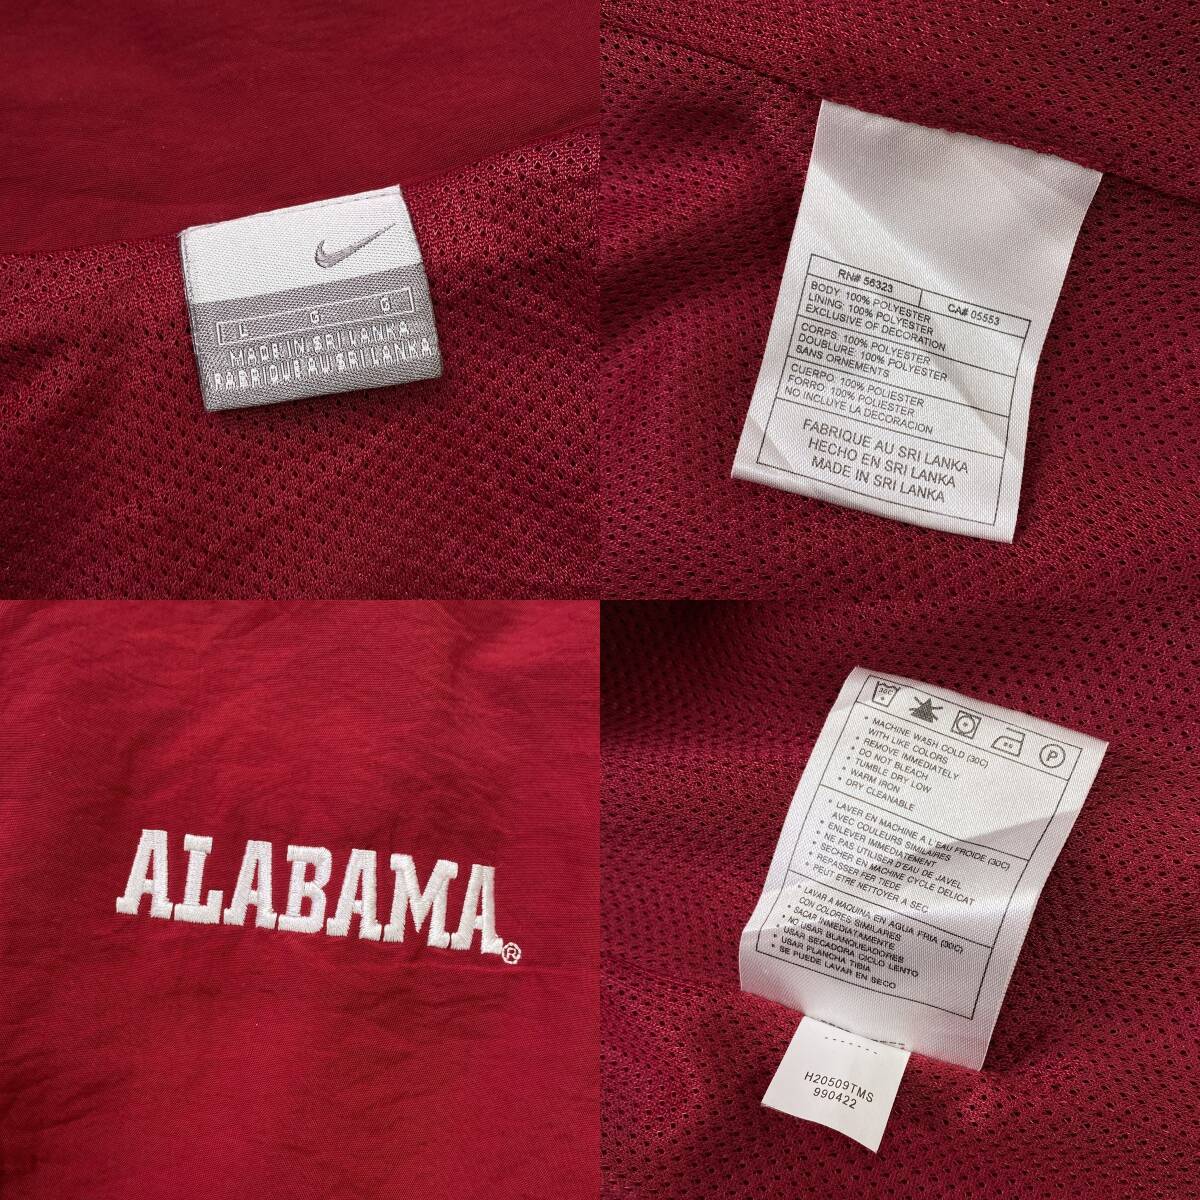 L G G
MADE IN SRI LANKA
FABRIQUE AU SRI LANKA
RN# 56323 CA# 05553
BODY: 100% POLYESTER
LINING: 100% POLYESTER
EXCLUSIVE OF DECORATION
CORPS: 100% POLYESTER
DOUBLURE: 100% POLYESTER
SANS ORNEMENTS
CUERPO: 100% POLIESTER
FORRO: 100% POLIESTER
NO INCLUYE LA DECORACION
FABRIQUE AU SRI LANKA
HECHO EN SRI LANKA
MADE IN SRI LANKA
ALABAMA®
30C P
• MACHINE WASH COLD (30C)
WITH LIKE COLORS
• REMOVE IMMEDIATELY
• DO NOT BLEACH
• TUMBLE DRY LOW
• WARM IRON
• DRY CLEANABLE
• LAVER EN MACHINE A L'EAU FROIDE (30C)
AVEC COULEURS SIMILAIRES
• ENLEVER IMMEDIATEMENT
• NE PAS UTILISER D'EAU DE JAVEL
• SECHER EN MACHINE CYCLE DELICAT
• REPASSER FER TIEDE
• PEUT ETRE NETTOYER A SEC
• LAVAR A MAQUINA EN AGUA FRIA (30C)
CON COLORES SIMILARES
• SACAR INMEDIATAMENTE
• NO USAR BLANQUEADORES
• USAR SECADORA CICLO LENTO
• USAR PLANCHA TIBIA
• SE PUEDE LAVAR EN SECO
H20509TMS
990422